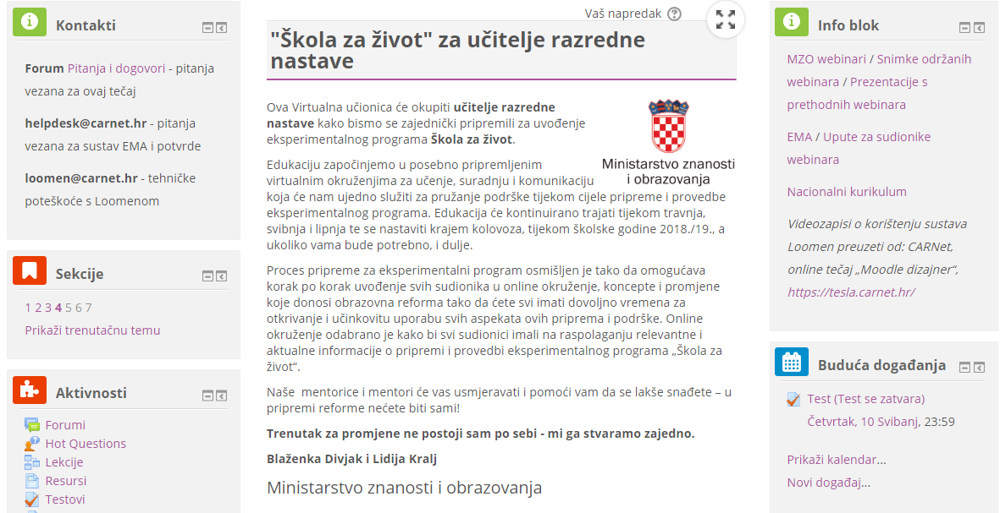 Kontakti
Forum Pitanja i dogovori - pitanja
vezana za ovaj tečaj
helpdesk@carnet.hr - pitanja
vezana za sustav EMA i potvrde
loomen@carnet.hr - tehničke
poteškoće s Loomenom
Sekcije
1 2 3 4 5 6 7
Prikaži trenutačnu temu
Aktivnosti
Forumi
Hot Questions
Lekcije
Resursi
Testovi
Vaš napredak
"Škola za život" za učitelje razredne
nastave
Ova Virtualna učionica će okupiti učitelje razredne
nastave kako bismo se zajednički pripremili za uvođenje
eksperimentalnog programa Škola za život.
Ministarstvo znanosti
i obrazovanja
Edukaciju započinjemo u posebno pripremljenim
virtualnim okruženjima za učenje, suradnju i komunikaciju
koja će nam ujedno služiti za pružanje podrške tijekom cijele pripreme i provedbe
eksperimentalnog programa. Edukacija će kontinuirano trajati tijekom travnja,
svibnja i lipnja te se nastaviti krajem kolovoza, tijekom školske godine 2018./19., a
ukoliko vama bude potrebno, i dulje.
Proces pripreme za eksperimentalni program osmišljen je tako da omogućava
korak po korak uvođenje svih sudionika u online okruženje, koncepte i promjene
koje donosi obrazovna reforma tako da ćete svi imati dovoljno vremena za
otkrivanje i učinkovitu uporabu svih aspekata ovih priprema i podrške. Online
okruženje odabrano je kako bi svi sudionici imali na raspolaganju relevantne i
aktualne informacije o pripremi i provedbi eksperimentalnog programa „Škola za
život“.
Naše mentorice i mentori će vas usmjeravati i pomoći vam da se lakše snađete – u
pripremi reforme nećete biti sami!
Trenutak za promjene ne postoji sam po sebi - mi ga stvaramo zajedno.
Blaženka Divjak i Lidija Kralj
Ministarstvo znanosti i obrazovanja
Info blok
MZO webinari / Snimke održanih
webinara / Prezentacije s
prethodnih webinara
EMA / Upute za sudionike
webinara
Nacionalni kurikulum
Videozapisi o korištenju sustava
Loomen preuzeti od: CARNet,
online tečaj „Moodle dizajner“,
https://tesla.carnet.hr/
Buduća događanja
Test (Test se zatvara)
Četvrtak, 10 Svibanj, 23:59
Prikaži kalendar...
Novi događaj...